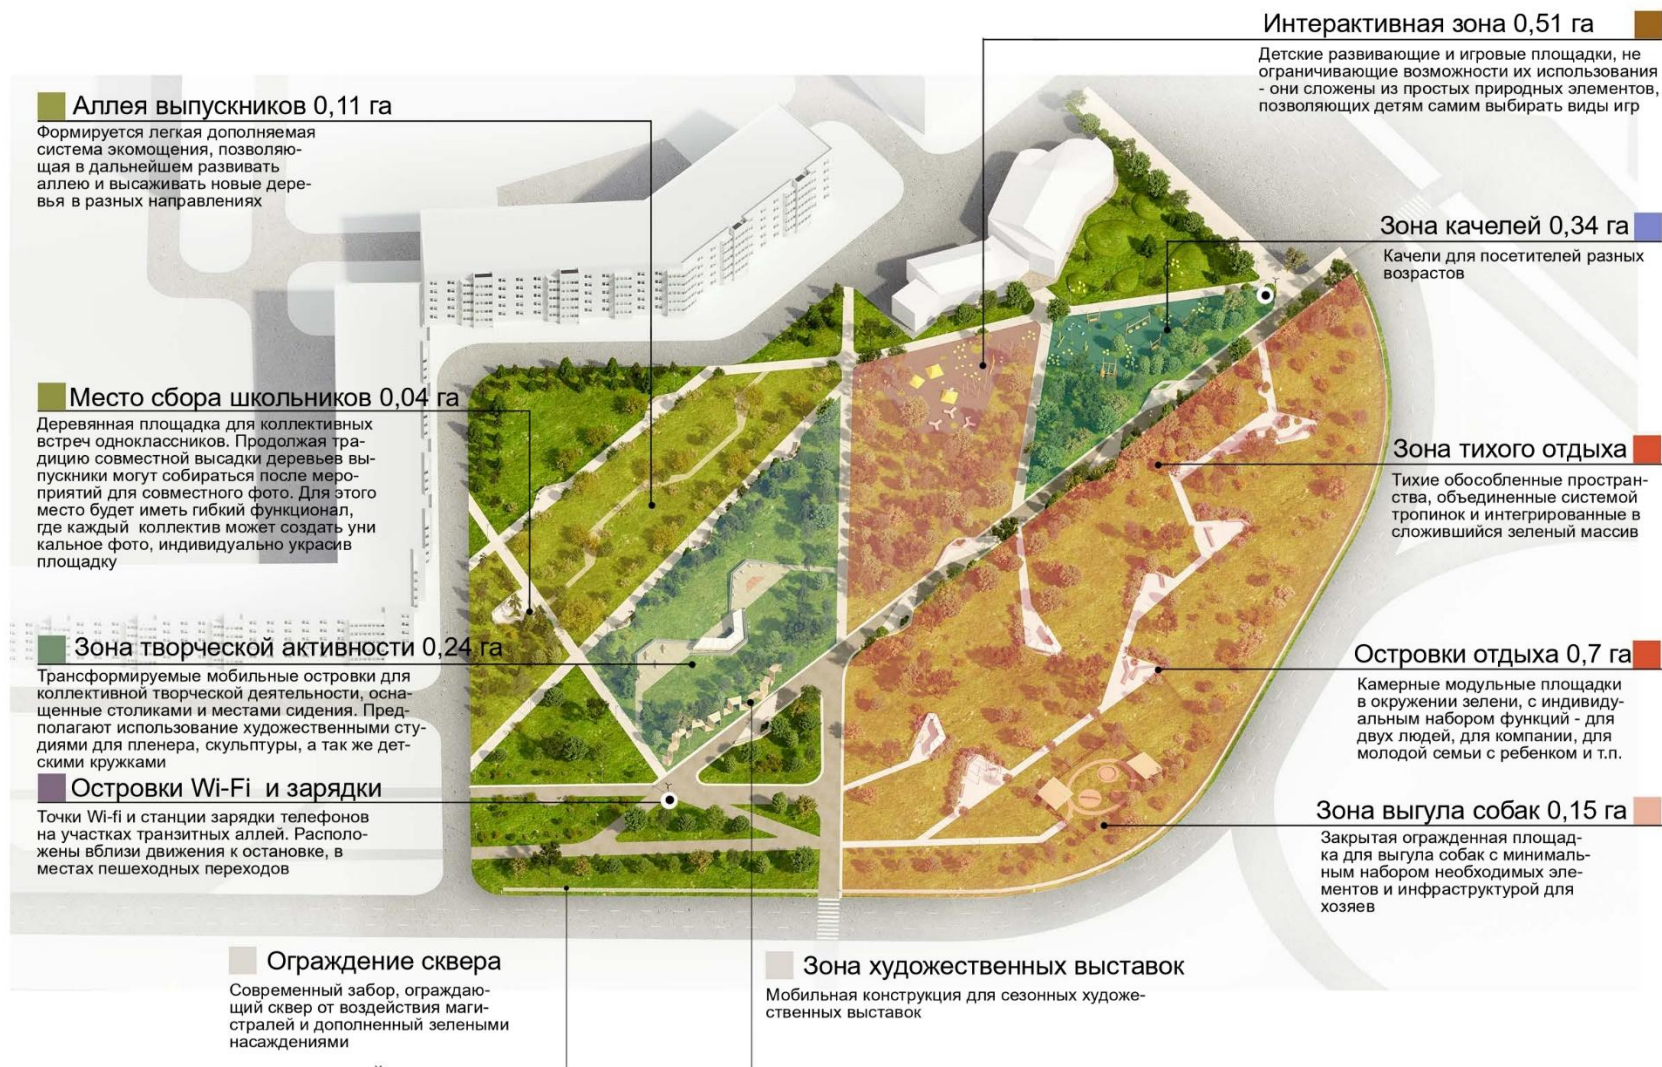 Интерактивная зона 0,51 га
Детские развивающие и игровые площадки, не
ограничивающие возможности их использования
- они сложены из простых природных элементов,
позволяющих детям самим выбирать виды игр
Аллея выпускников 0,11 га
Формируется легкая дополняемая
система экомощения, позволяю-
щая в дальнейшем развивать
аллею и высаживать новые дере-
вья в разных направлениях
Зона качелей 0,34 га
Качели для посетителей разных
возрастов
Место сбора школьников 0,04 га
Деревянная площадка для коллективных
встреч одноклассников. Продолжая тра-
дицию совместной высадки деревьев вы-
пускники могут собираться после меро-
приятий для совместного фото. Для этого
место будет иметь гибкий функционал,
где каждый коллектив может создать уни
кальное фото, индивидуально украсив
площадку
Зона тихого отдыха
Тихие обособленные простран-
ства, объединенные системой
тропинок и интегрированные в
сложившийся зеленый массив
Зона творческой активности 0,24 га
Трансформируемые мобильные островки для
коллективной творческой деятельности, осна-
щенные столиками и местами сидения. Пред-
полагают использование художественными сту-
диями для пленера, скульптуры, а так же дет-
скими кружками
Островки отдыха 0,7 га
Камерные модульные площадки
в окружении зелени, с индивиду-
альным набором функций - для
двух людей, для компании, для
молодой семьи с ребенком и т.п.
Островки Wi-Fi и зарядки
Точки Wi-fi и станции зарядки телефонов
на участках транзитных аллей. Располо-
жены вблизи движения к остановке, в
местах пешеходных переходов
Зона выгула собак 0,15 га
Закрытая огражденная площад-
ка для выгула собак с минималь-
ным набором необходимых эле-
ментов и инфраструктурой для
хозяев
Ограждение сквера
Современный забор, ограждаю-
щий сквер от воздействия маги-
стралей и дополненный зелеными
насаждениями
Зона художественных выставок
Мобильная конструкция для сезонных художе-
ственных выставок